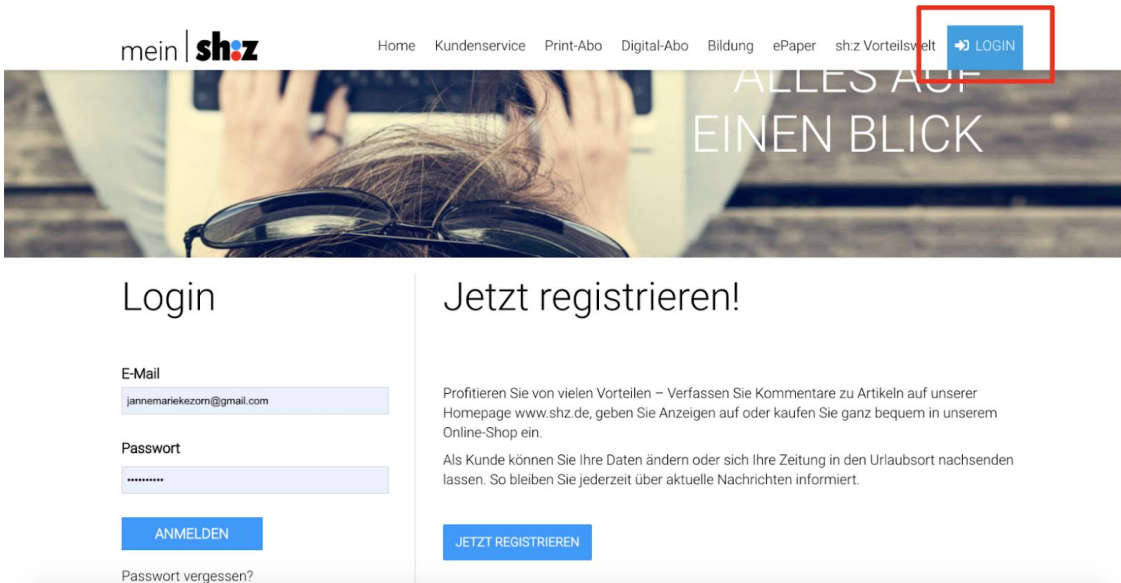 mein | sh:z
Home Kundenservice Print-Abo Digital-Abo Bildung ePaper sh:z Vorteilswelt LOGIN
ALLES AUF
EINEN BLICK
Login
E-Mail
jannemariekezorn@gmail.com
Passwort
••••••••••
ANMELDEN
Passwort vergessen?
Jetzt registrieren!
Profitieren Sie von vielen Vorteilen – Verfassen Sie Kommentare zu Artikeln auf unserer
Homepage www.shz.de, geben Sie Anzeigen auf oder kaufen Sie ganz bequem in unserem
Online-Shop ein.
Als Kunde können Sie Ihre Daten ändern oder sich Ihre Zeitung in den Urlaubsort nachsenden
lassen. So bleiben Sie jederzeit über aktuelle Nachrichten informiert.
JETZT REGISTRIEREN